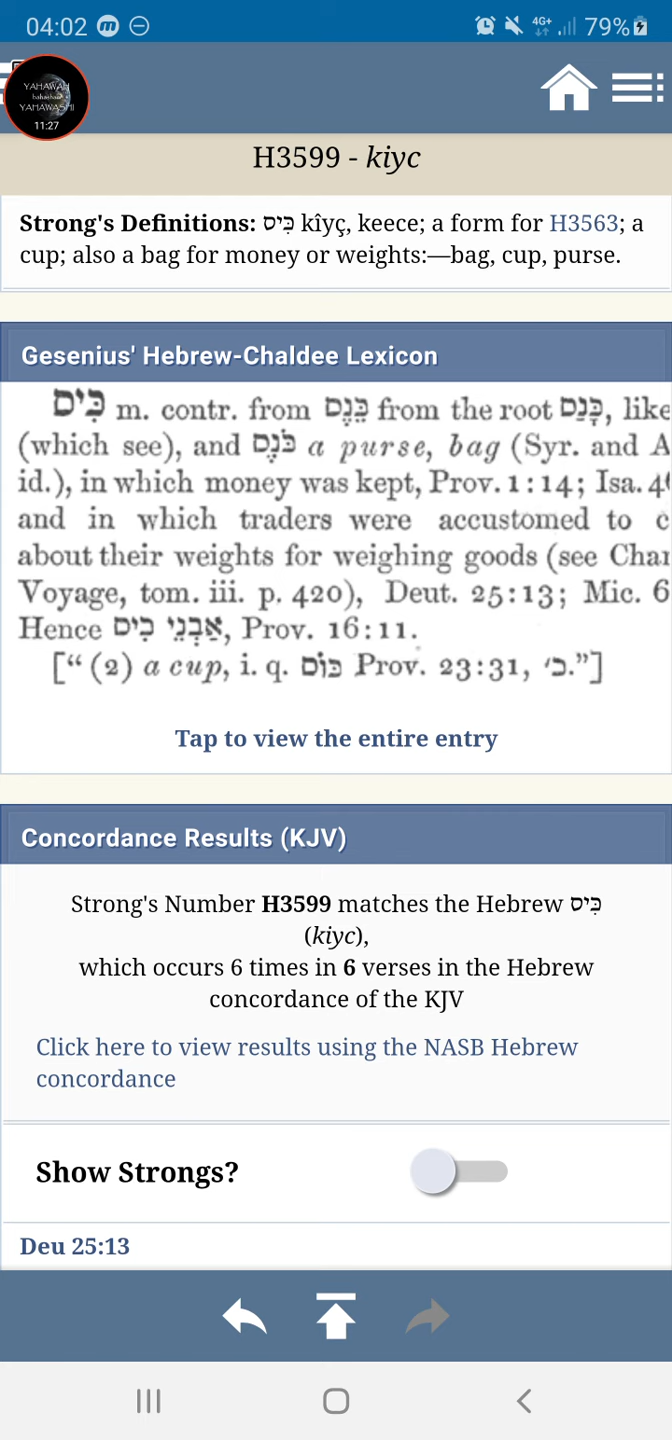 04:02 m 4G+ 79%
YAHAWAH
bahasham
YAHAWASHI
11:27
H3599 - kiyc
Strong's Definitions: כִּיס kîyç, keece; a form for H3563; a
cup; also a bag for money or weights:—bag, cup, purse.
Gesenius' Hebrew-Chaldee Lexicon
כִּיס m. contr. from כֶּנֶס from the root כָּנַס, like
(which see), and כֹּנֶס a purse, bag (Syr. and A
id.), in which money was kept, Prov. 1:14; Isa. 4
and in which traders were accustomed to c
about their weights for weighing goods (see Char
Voyage, tom. iii. p. 420), Deut. 25:13; Mic. 6
Hence אַבְנֵי כִיס, Prov. 16:11.
[“(2) a cup, i. q. כּוֹס Prov. 23:31, כ׳.”]
Tap to view the entire entry
Concordance Results (KJV)
Strong's Number H3599 matches the Hebrew כִּיס
(kiyc),
which occurs 6 times in 6 verses in the Hebrew
concordance of the KJV
Click here to view results using the NASB Hebrew
concordance
Show Strongs?
Deu 25:13